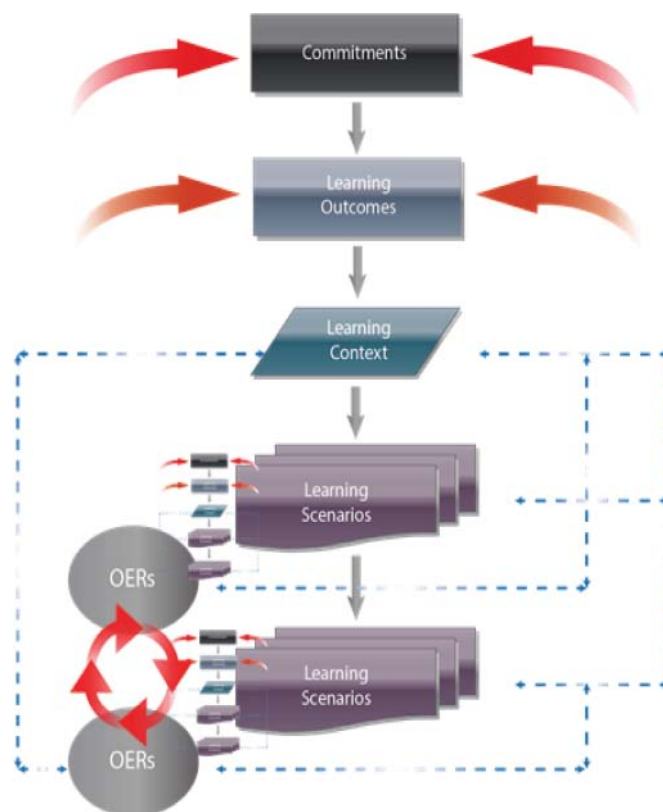 Commitments
Learning
Outcomes
Learning
Context
Learning
Scenarios
OERs
Learning
Scenarios
OERs